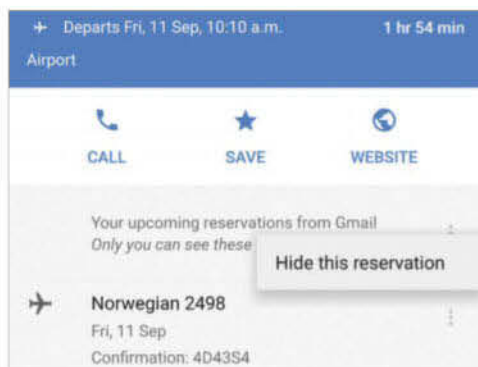 Departs Fri, 11 Sep, 10:10 a.m. 1 hr 54 min
Airport
CALL SAVE WEBSITE
Your upcoming reservations from Gmail
Only you can see these
Hide this reservation
Norwegian 2498
Fri, 11 Sep
Confirmation: 4D43S4